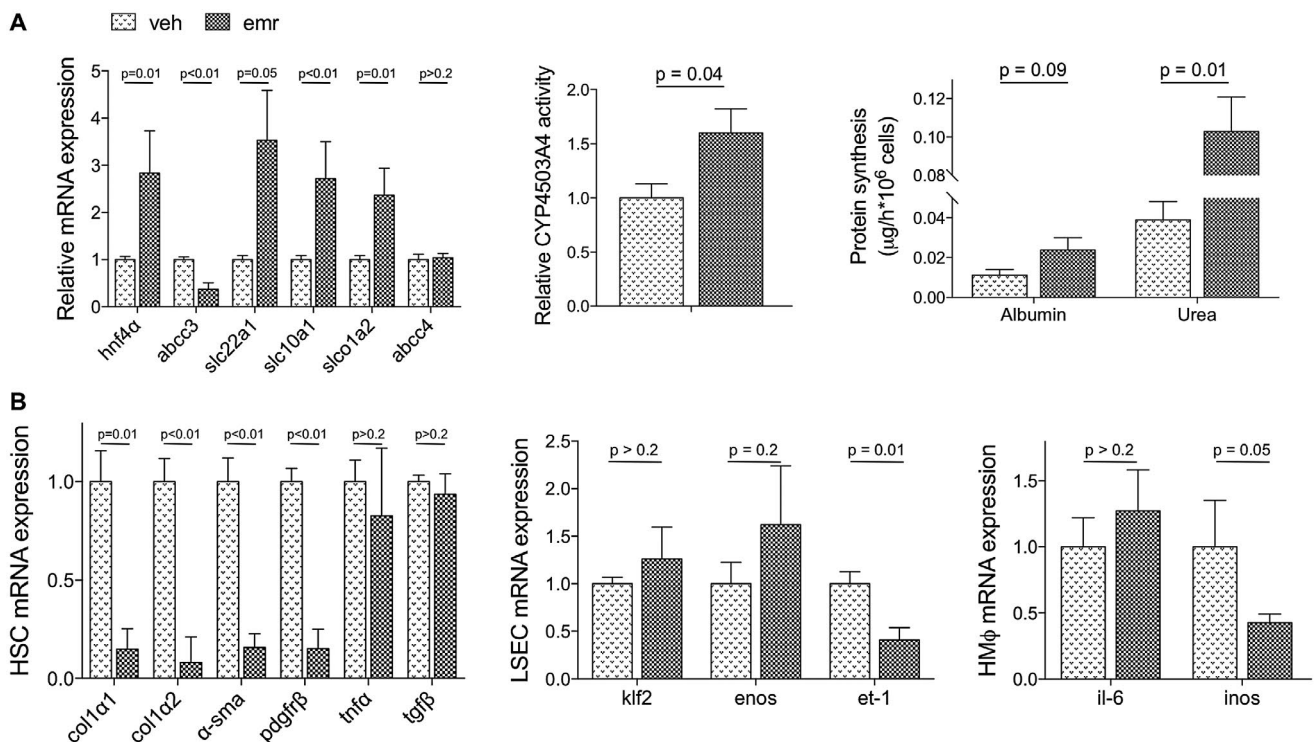 A
veh emr
Relative mRNA expression
5
4
3
2
1
0
p=0.01 p<0.01 p=0.05 p<0.01 p=0.01 p>0.2
hnf4α abcc3 slc22a1 slc10a1 slco1a2 abcc4
Relative CYP4503A4 activity
2.0
1.5
1.0
0.5
0.0
p = 0.04
Protein synthesis
(µg/h*10⁶ cells)
0.12
0.10
0.08
0.04
0.02
0.00
p = 0.09 p = 0.01
Albumin Urea
B
HSC mRNA expression
1.0
0.5
0.0
p=0.01 p<0.01 p<0.01 p<0.01 p>0.2 p>0.2
col1α1 col1α2 α-sma pdgfrβ tnfα tgfβ
LSEC mRNA expression
2.5
2.0
1.5
1.0
0.5
0.0
p > 0.2 p = 0.2 p = 0.01
klf2 enos et-1
HMϕ mRNA expression
1.5
1.0
0.5
0.0
p > 0.2 p = 0.05
il-6 inos